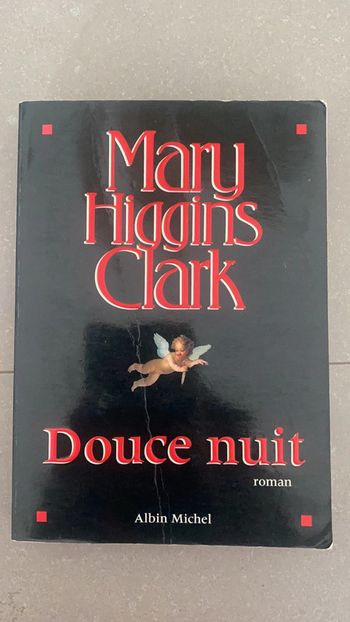 Mary
Higgins
Clark
Douce nuit
roman
Albin Michel